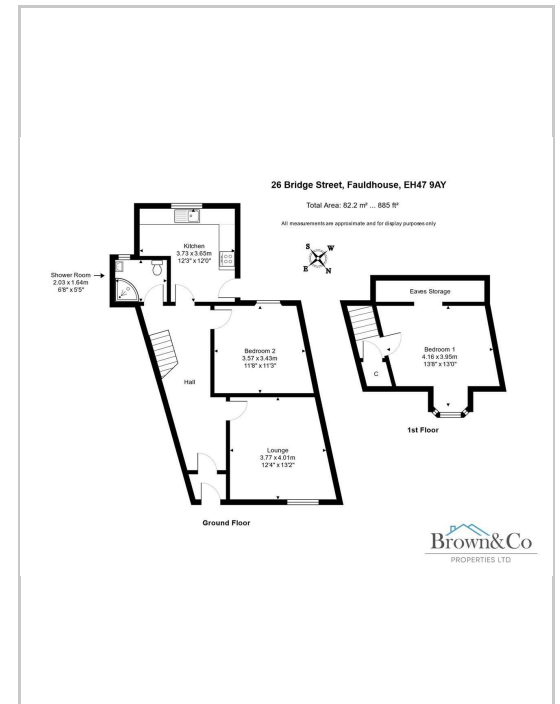 26 Bridge Street, Fauldhouse, EH47 9AY
Total Area: 82.2 m² ... 885 ft²
All measurements are approximate and for display purposes only
S W
E N
Kitchen
3.73 x 3.65m
12'3" x 12'0"
Shower Room
2.03 x 1.64m
6'8" x 5'5"
Bedroom 2
3.57 x 3.43m
11'8" x 11'3"
Hall
Lounge
3.77 x 4.01m
12'4" x 13'2"
Ground Floor
Eaves Storage
Bedroom 1
4.16 x 3.95m
13'8" x 13'0"
C
1st Floor
Brown&Co
PROPERTIES LTD